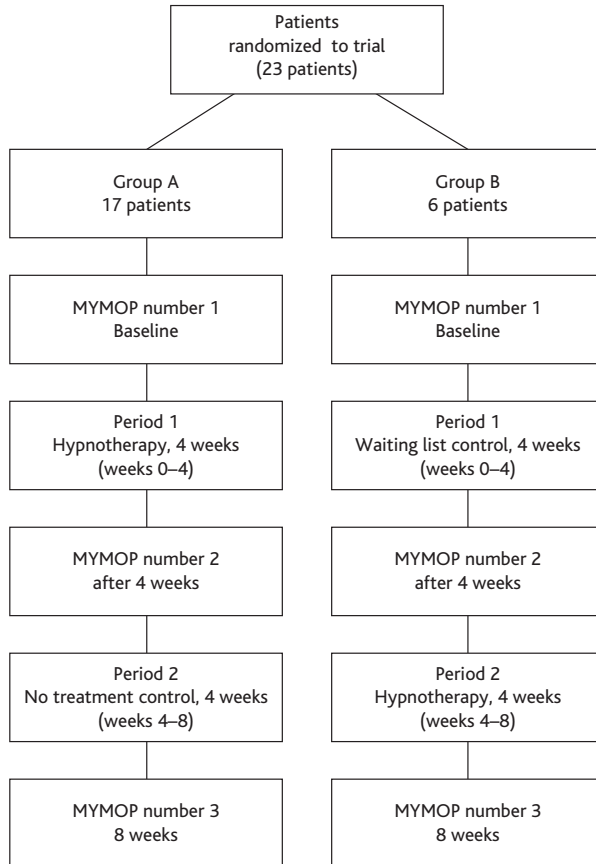 Patients
randomized to trial
(23 patients)
Group A
17 patients
Group B
6 patients
MYMOP number 1
Baseline
MYMOP number 1
Baseline
Period 1
Hypnotherapy, 4 weeks
(weeks 0–4)
Period 1
Waiting list control, 4 weeks
(weeks 0–4)
MYMOP number 2
after 4 weeks
MYMOP number 2
after 4 weeks
Period 2
No treatment control, 4 weeks
(weeks 4–8)
Period 2
Hypnotherapy, 4 weeks
(weeks 4–8)
MYMOP number 3
8 weeks
MYMOP number 3
8 weeks